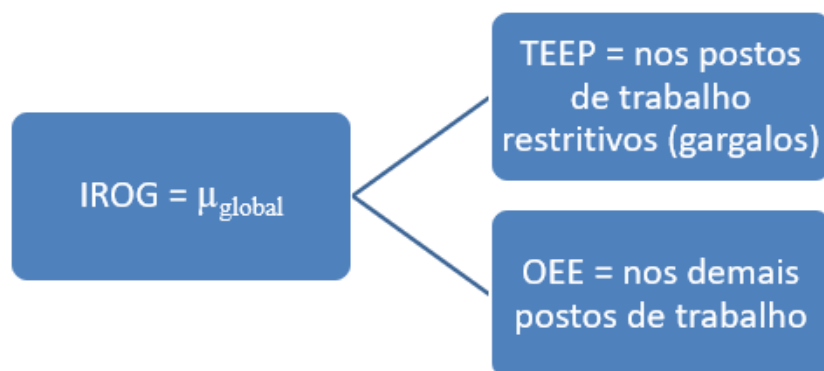 IROG = μglobal
TEEP = nos postos
de trabalho
restritivos (gargalos)
OEE = nos demais
postos de trabalho